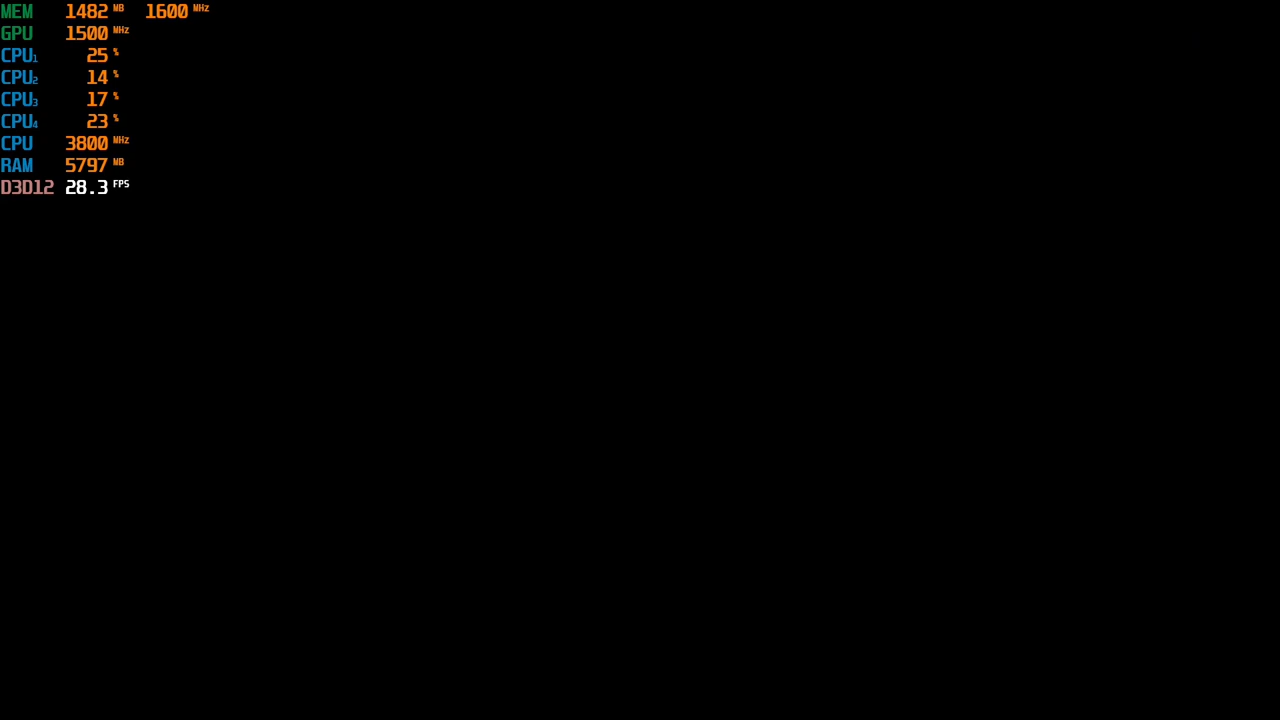 MEM 1482 MB 1600 MHz
GPU 1500 MHz
CPU1 25 %
CPU2 14 %
CPU3 17 %
CPU4 23 %
CPU 3800 MHz
RAM 5797 MB
D3D12 28.3 FPS